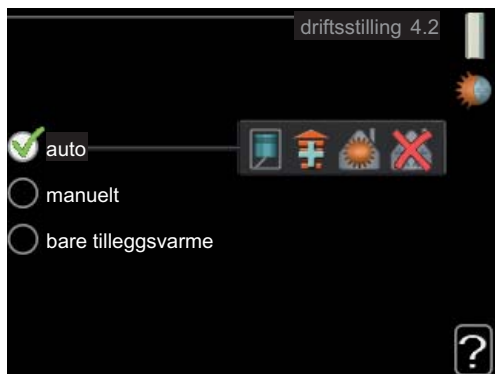 driftsstilling 4.2
auto
manuelt
bare tilleggsvarme
?